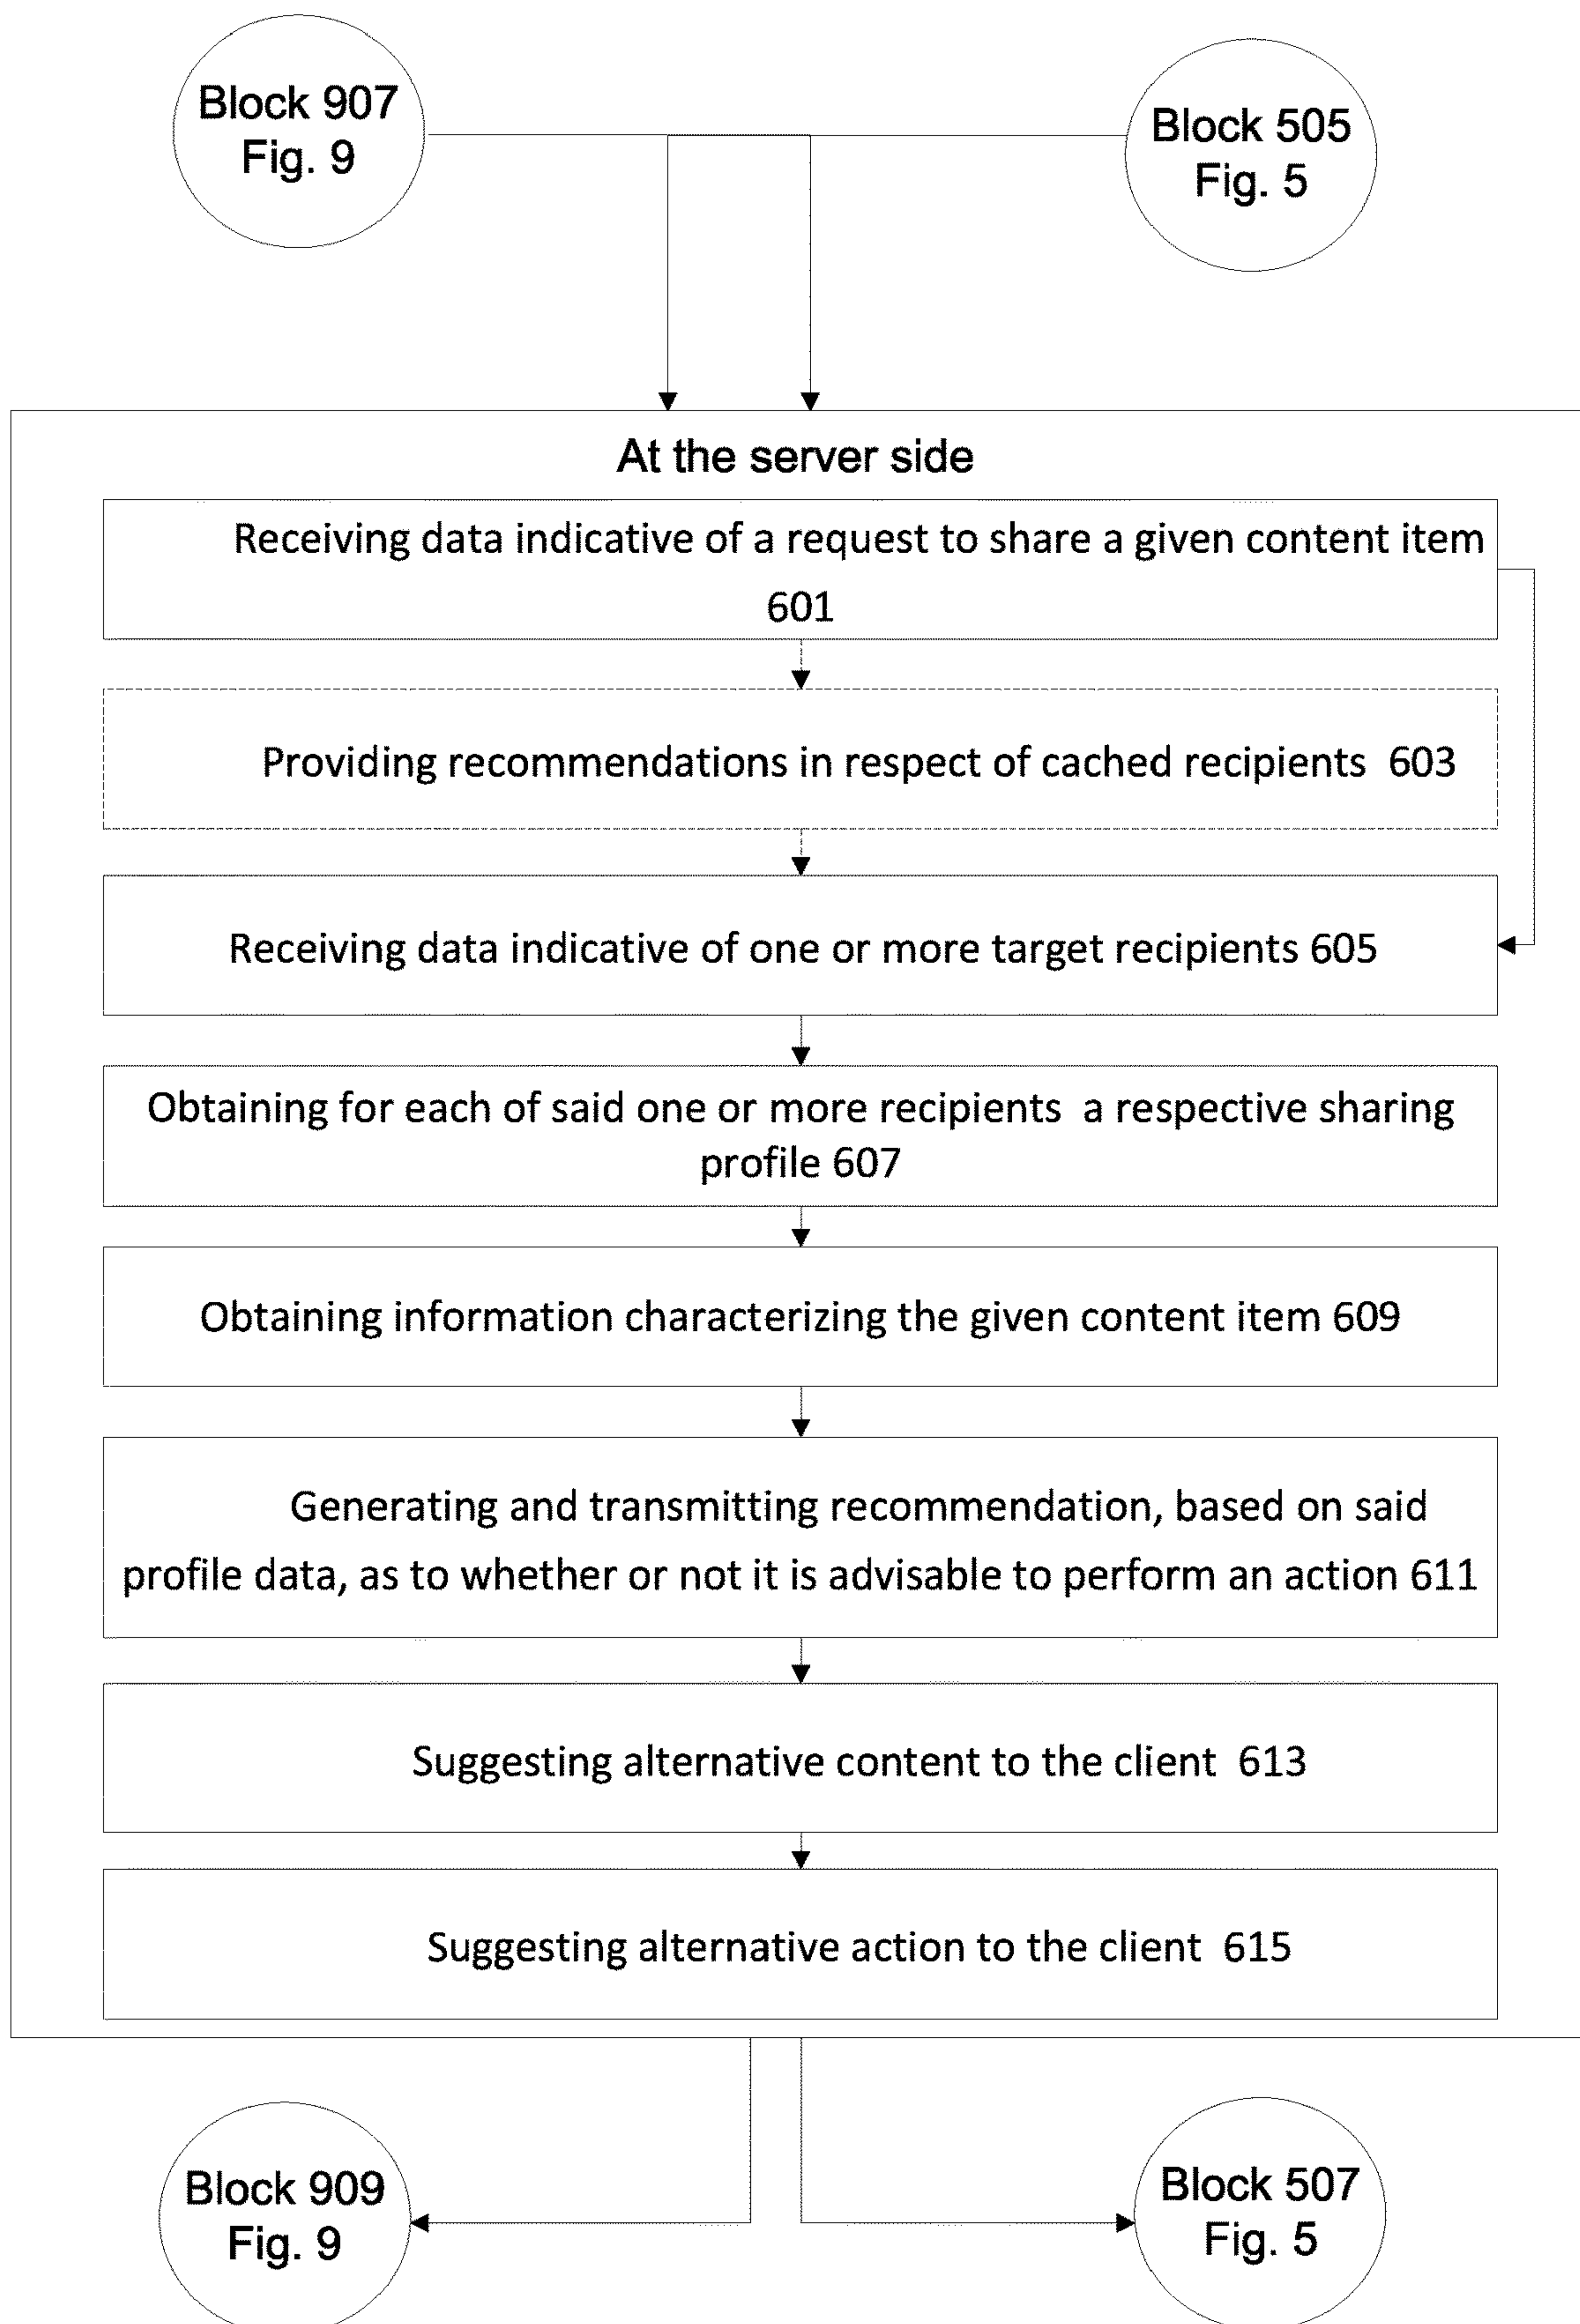 Block 907
Fig. 9
Block 505
Fig. 5
At the server side
Receiving data indicative of a request to share a given content item
601
Providing recommendations in respect of cached recipients 603
Receiving data indicative of one or more target recipients 605
Obtaining for each of said one or more recipients a respective sharing
profile 607
Obtaining information characterizing the given content item 609
Generating and transmitting recommendation, based on said
profile data, as to whether or not it is advisable to perform an action 611
Suggesting alternative content to the client 613
Suggesting alternative action to the client 615
Block 909
Fig. 9
Block 507
Fig. 5